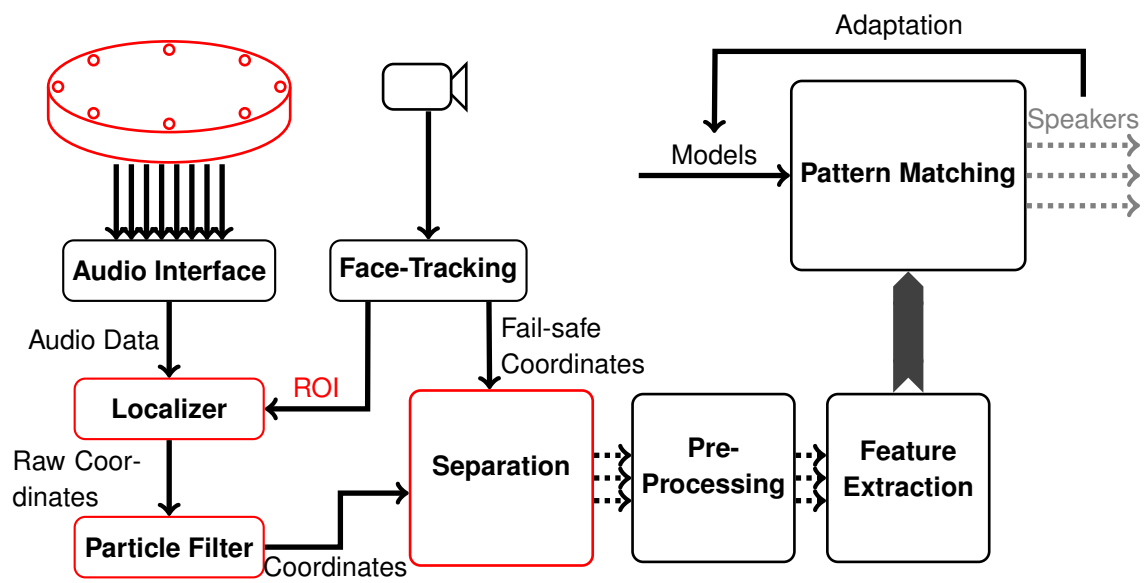 Adaptation
Speakers
Models
Pattern Matching
Audio Interface
Face-Tracking
Audio Data
Fail-safe
Coordinates
ROI
Localizer
Raw Coor-
dinates
Separation
Pre-
Processing
Feature
Extraction
Particle Filter
Coordinates